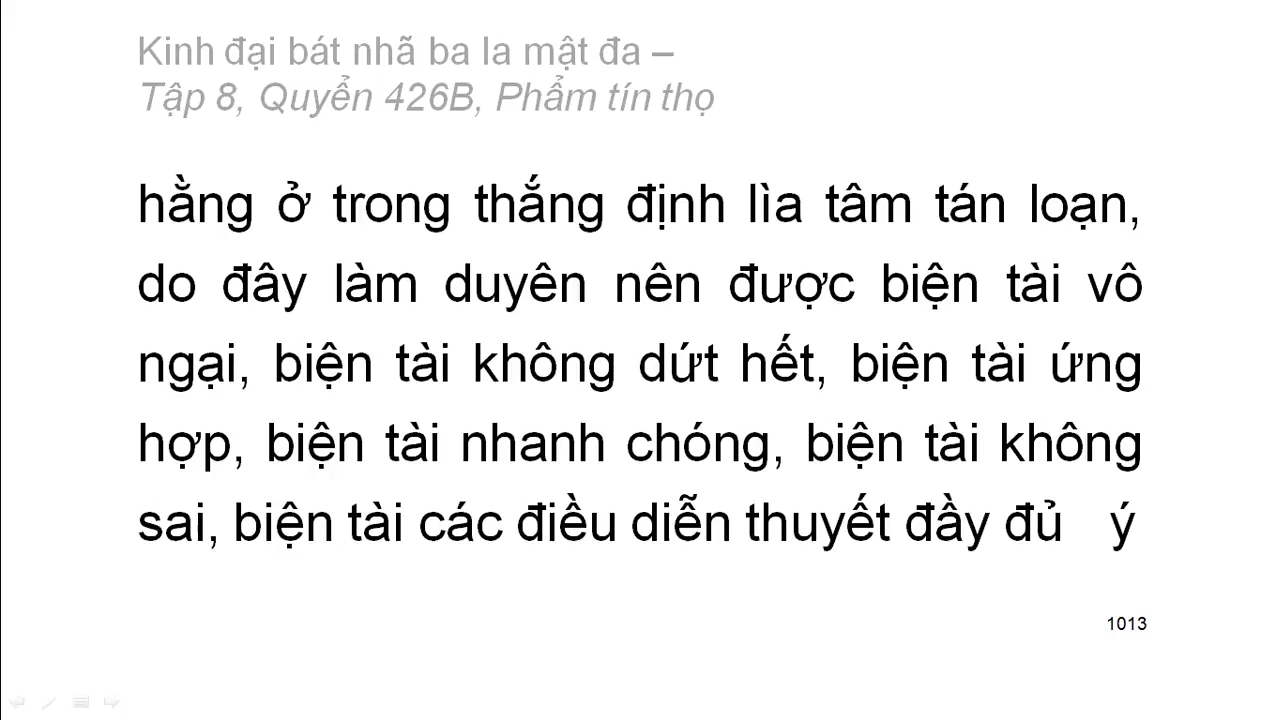 Kinh đại bát nhã ba la mật đa –
Tập 8, Quyển 426B, Phẩm tín thọ
hằng ở trong thắng định lìa tâm tán loạn,
do đây làm duyên nên được biện tài vô
ngại, biện tài không dứt hết, biện tài ứng
hợp, biện tài nhanh chóng, biện tài không
sai, biện tài các điều diễn thuyết đầy đủ ý
1013